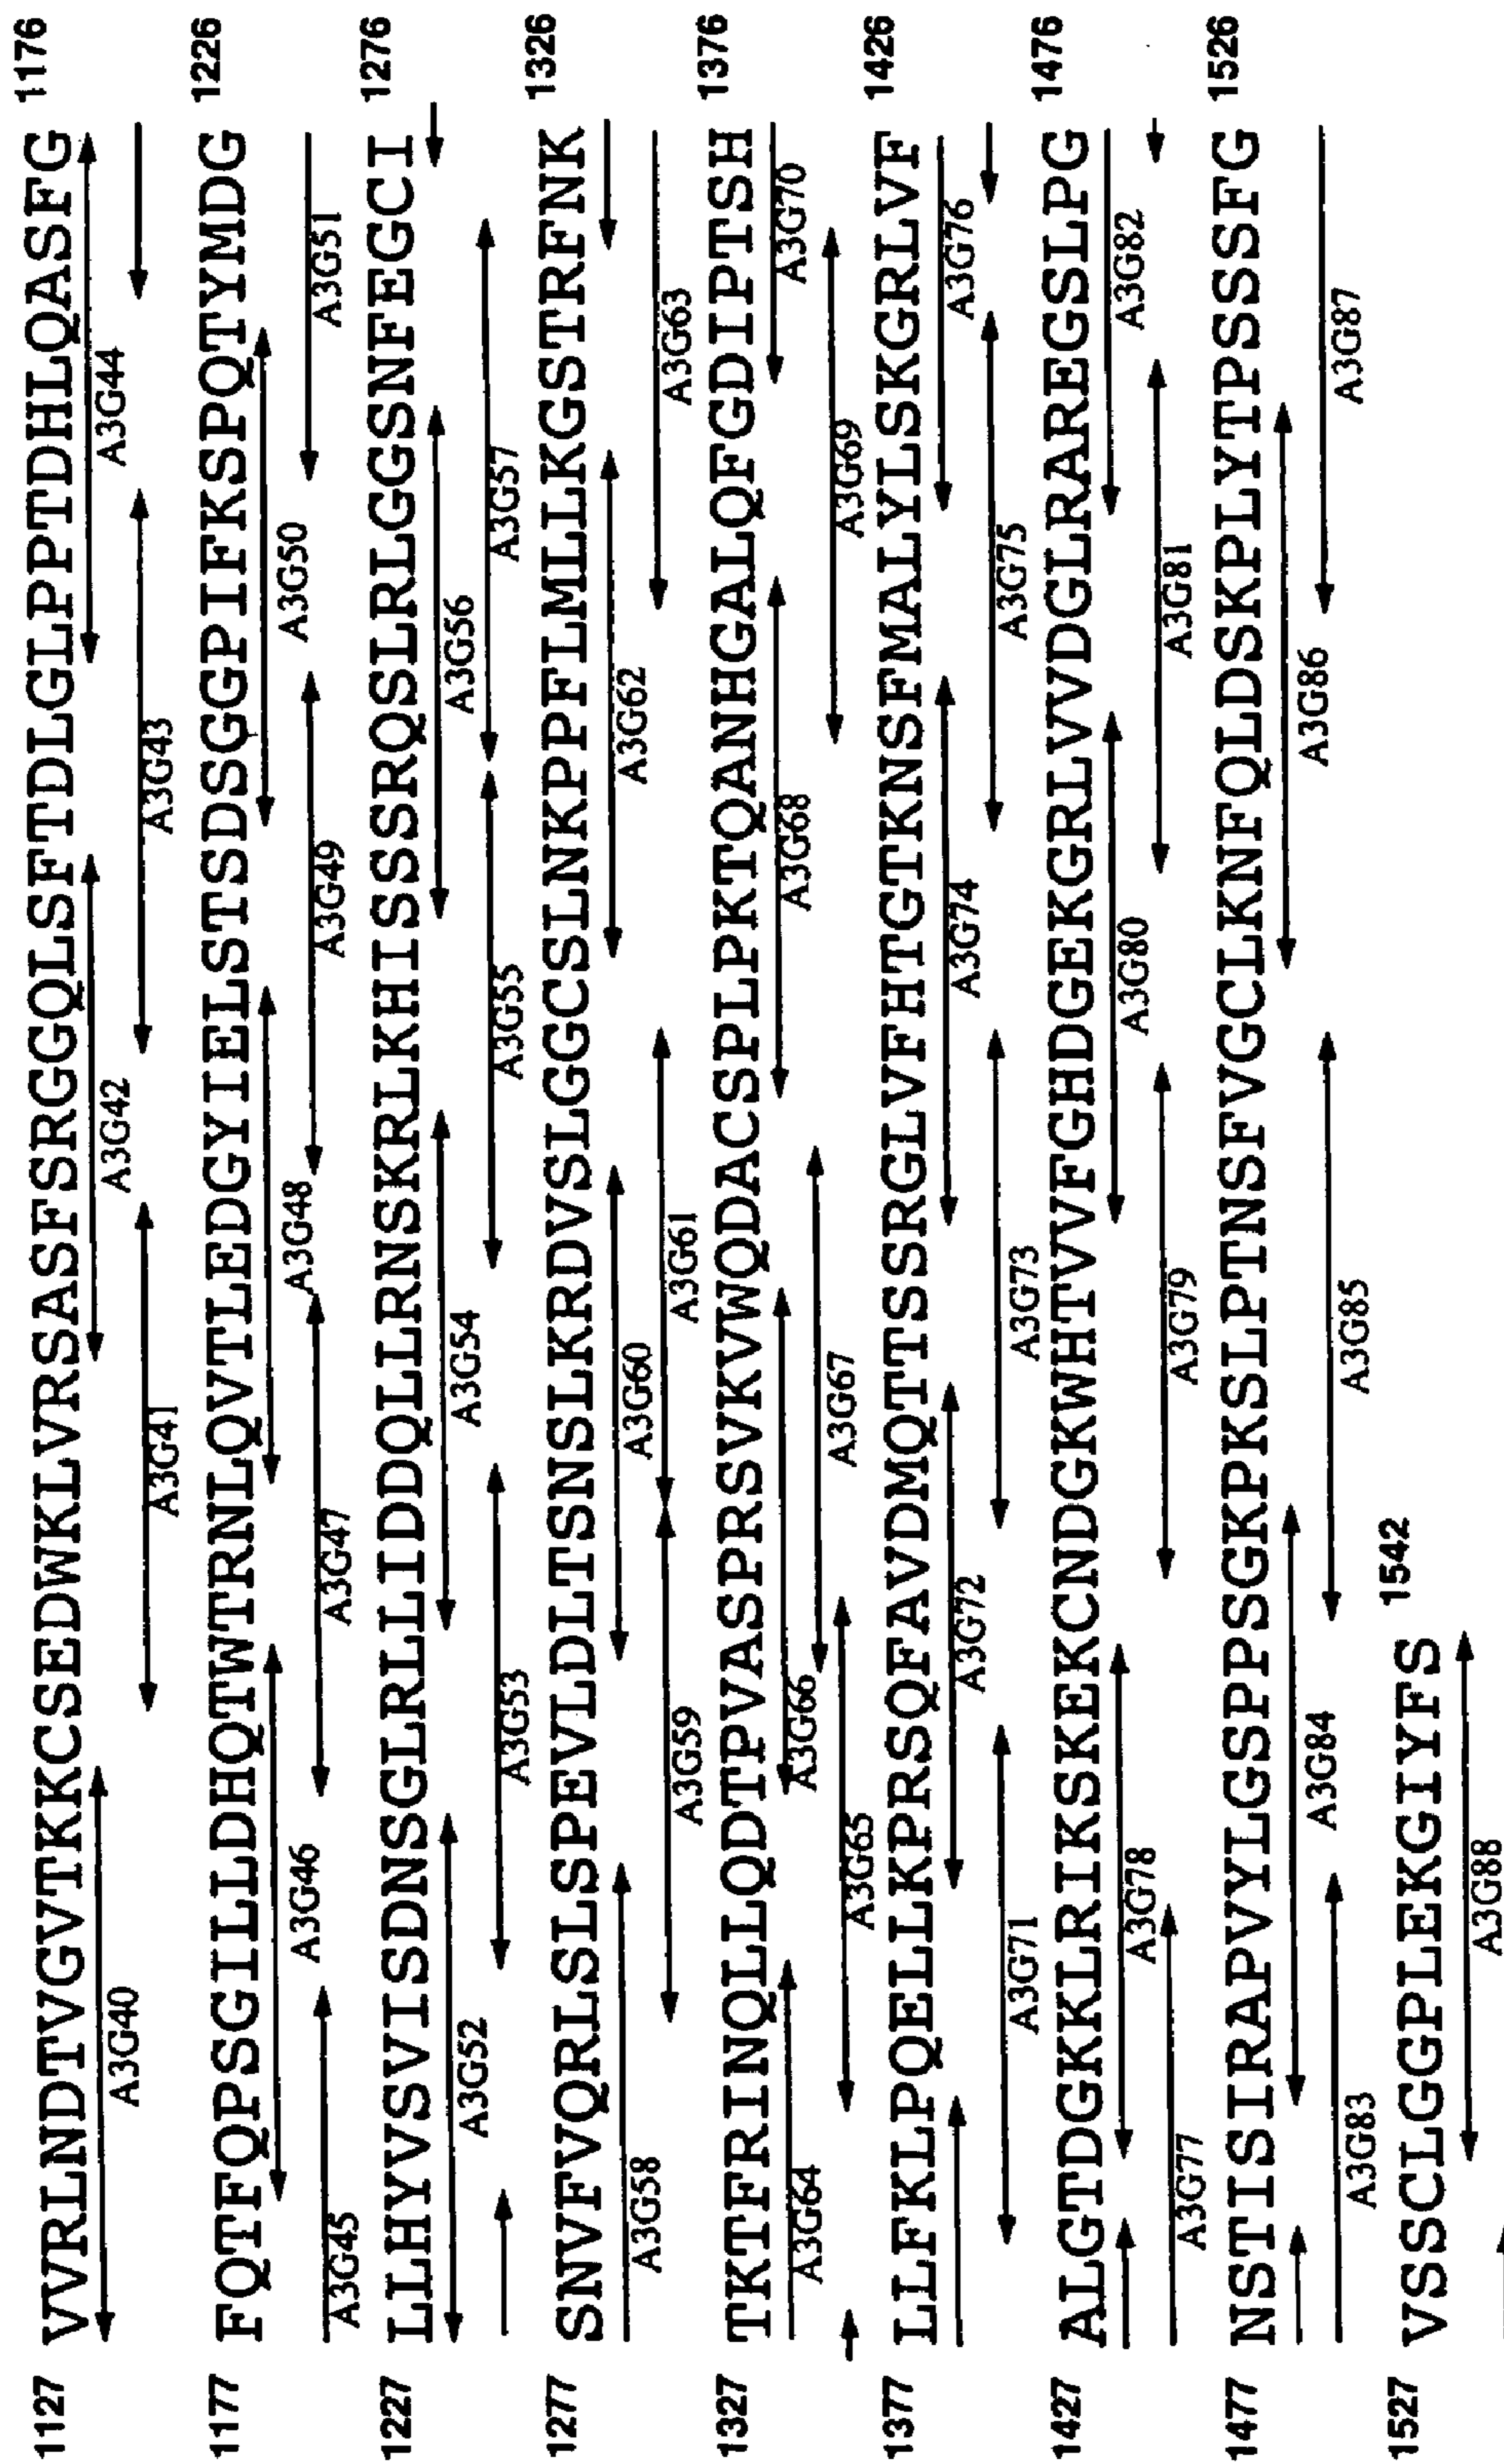 1127 VVRLNDTVGVTKKCSEDWKLVRSASFSRGGQLSFTDLGLPPTDHLQASFG 1176
A3G40 A3G42 A3G44
A3G41 A3G43
1177 FQTFQPSGILLDHQTWTRNLQVTLEDGYIELSTSDSGGPIFKSPQTYMDG 1226
A3G46 A3G48 A3G50
A3G45 A3G47 A3G49 A3G51
1227 LLHYVSVISDNSGLRLLIDDQLLRNSKRLKHISSSRQSLRLGGSNFEGCI 1276
A3G52 A3G54 A3G56
A3G53 A3G55 A3G57
1277 SNVFVQRLSLSPEVLDLTSNSLKRDVSLGGCSLNKPPFLMLLKGSTRFNK 1326
A3G58 A3G60 A3G62
A3G59 A3G61 A3G63
1327 TKTFRINQLLQDTPVASPRSVKVWQDACSPLPKTQANHGALQFGDIPTSH 1376
A3G64 A3G66 A3G68 A3G70
A3G65 A3G67 A3G69
1377 LLFKLPQELLKPRSQFAVDMQTTSSRGLVFHTGTKNSFMALYLSKGRLVF 1426
A3G72 A3G74 A3G76
A3G71 A3G73 A3G75
1427 ALGTDGKKLRIKSKEKCNDGKWHTVVFGHDGEKGRLVVDGLRAREGSLPG 1476
A3G78 A3G80 A3G82
A3G77 A3G79 A3G81
1477 NSTISIRAPVYLGSPPSGKPKSLPTNSFVGCLKNFQLDSKPLYTPSSSFG 1526
A3G84 A3G86
A3G83 A3G85 A3G87
1527 VSSCLGGPLEKGIYFS 1542
A3G88